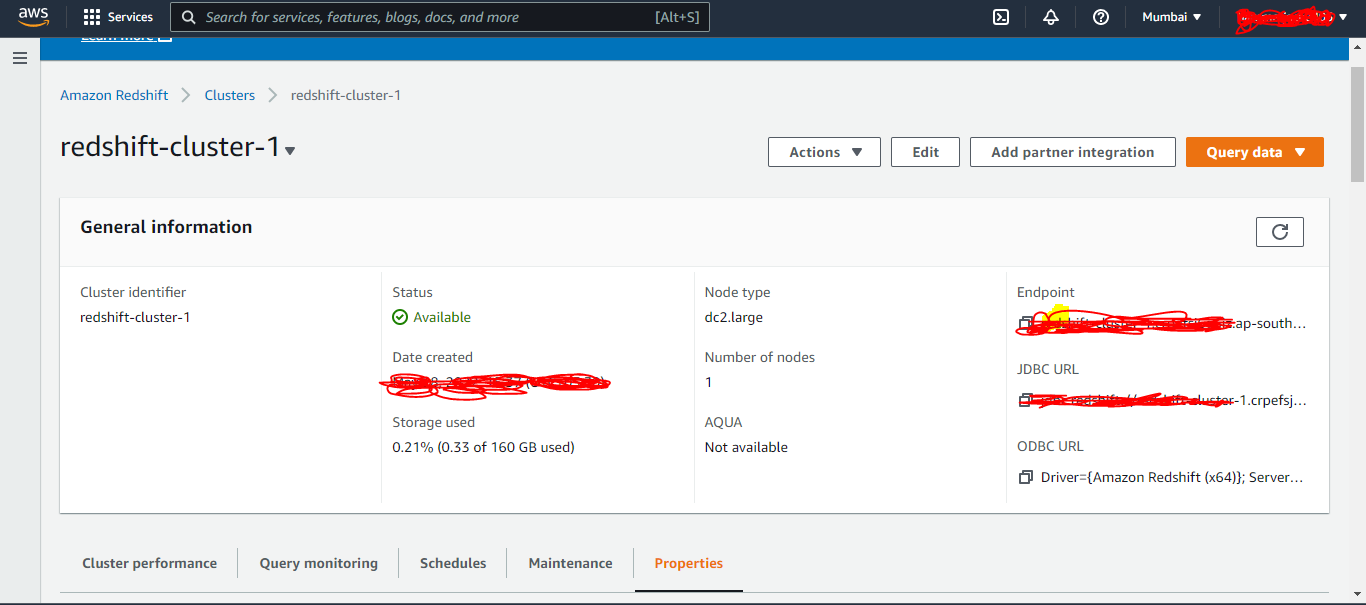 aws Services Search for services, features, blogs, docs, and more [Alt+S] Mumbai
Learn more
Amazon Redshift Clusters redshift-cluster-1
redshift-cluster-1 Actions Edit Add partner integration Query data
General information
Cluster identifier Status Node type Endpoint
redshift-cluster-1 Available dc2.large .ap-south...
Date created Number of nodes JDBC URL
1
-cluster-1.crpefsj...
Storage used AQUA ODBC URL
0.21% (0.33 of 160 GB used) Not available Driver={Amazon Redshift (x64)}; Server...
Cluster performance Query monitoring Schedules Maintenance Properties